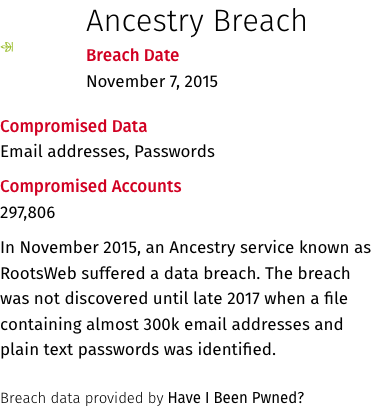 Ancestry Breach
Breach Date
November 7, 2015
Compromised Data
Email addresses, Passwords
Compromised Accounts
297,806
In November 2015, an Ancestry service known as
RootsWeb suffered a data breach. The breach
was not discovered until late 2017 when a file
containing almost 300k email addresses and
plain text passwords was identified.
Breach data provided by Have I Been Pwned?